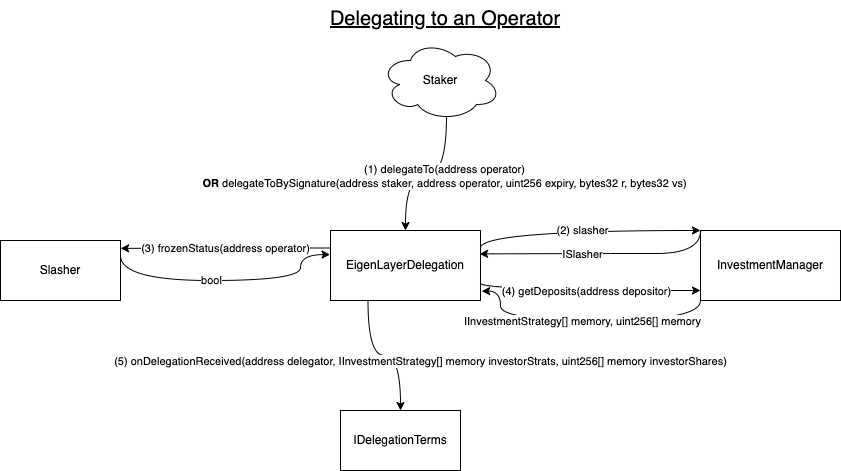 Delegating to an Operator
Staker
(1) delegateTo(address operator)
OR delegateToBySignature(address staker, address operator, uint256 expiry, bytes32 r, bytes32 vs)
(2) slasher
(3) frozenStatus(address operator)
ISlasher
Slasher
EigenLayerDelegation
InvestmentManager
bool
(4) getDeposits(address depositor)
IInvestmentStrategy[] memory, uint256[] memory
(5) onDelegationReceived(address delegator, IInvestmentStrategy[] memory investorStrats, uint256[] memory investorShares)
IDelegationTerms